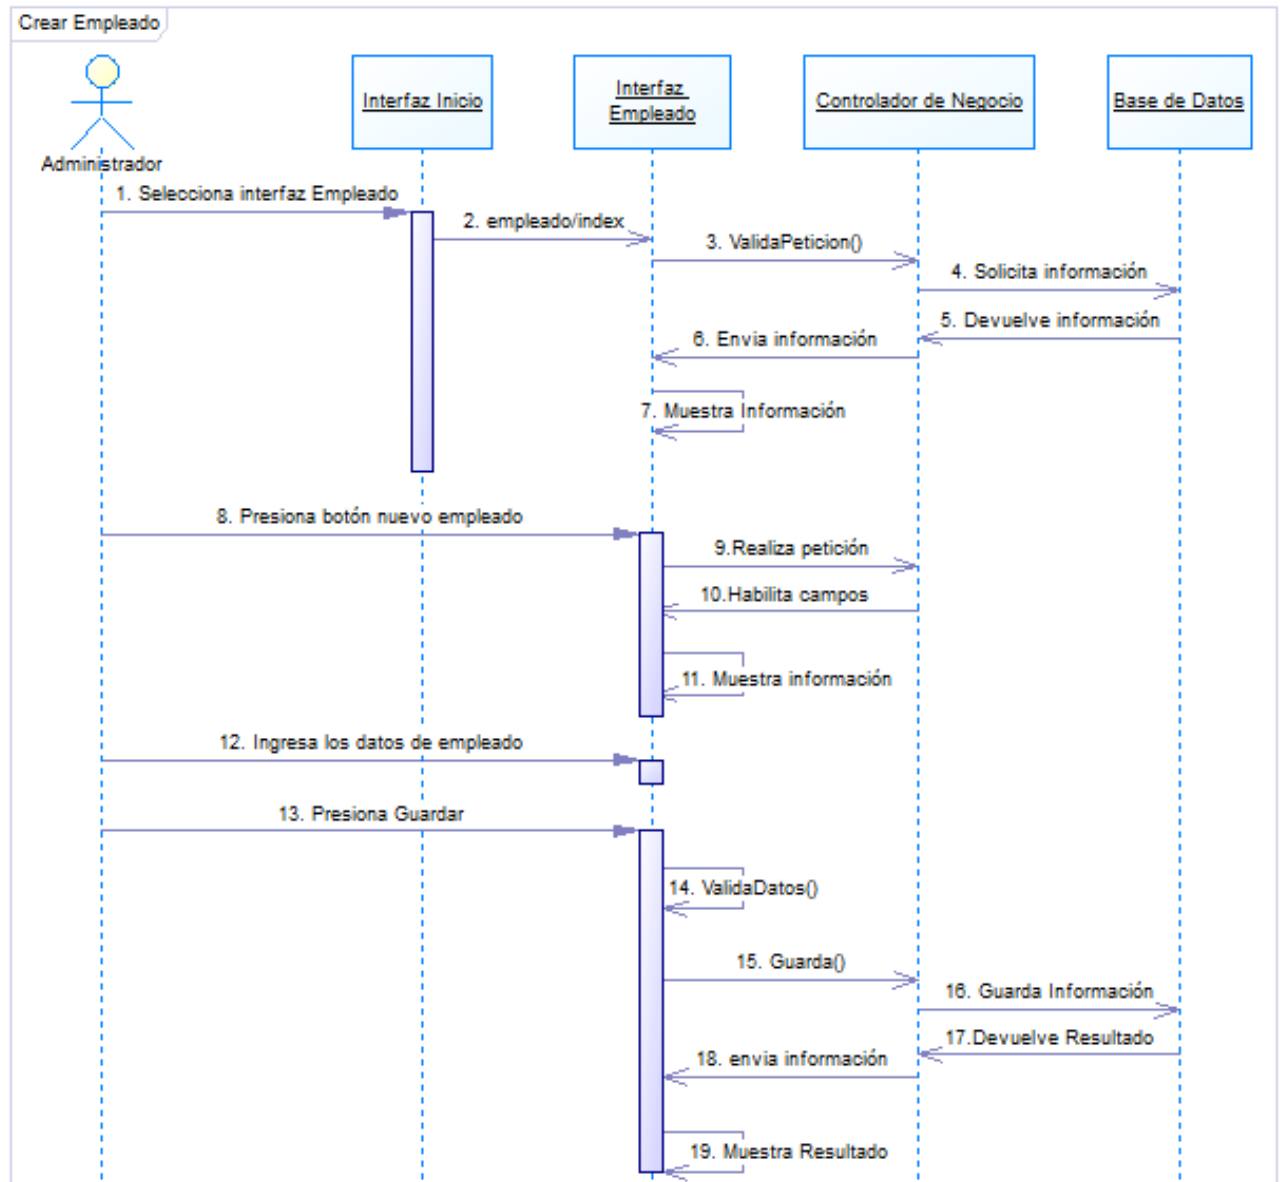 Crear Empleado
Interfaz Inicio
Interfaz
Empleado
Controlador de Negocio
Base de Datos
Administrador
1. Selecciona interfaz Empleado
2. empleado/index
3. ValidaPeticion()
4. Solicita información
5. Devuelve información
6. Envia información
7. Muestra Información
8. Presiona botón nuevo empleado
9.Realiza petición
10.Habilita campos
11. Muestra información
12. Ingresa los datos de empleado
13. Presiona Guardar
14. ValidaDatos()
15. Guarda()
16. Guarda Información
17.Devuelve Resultado
18. envia información
19. Muestra Resultado